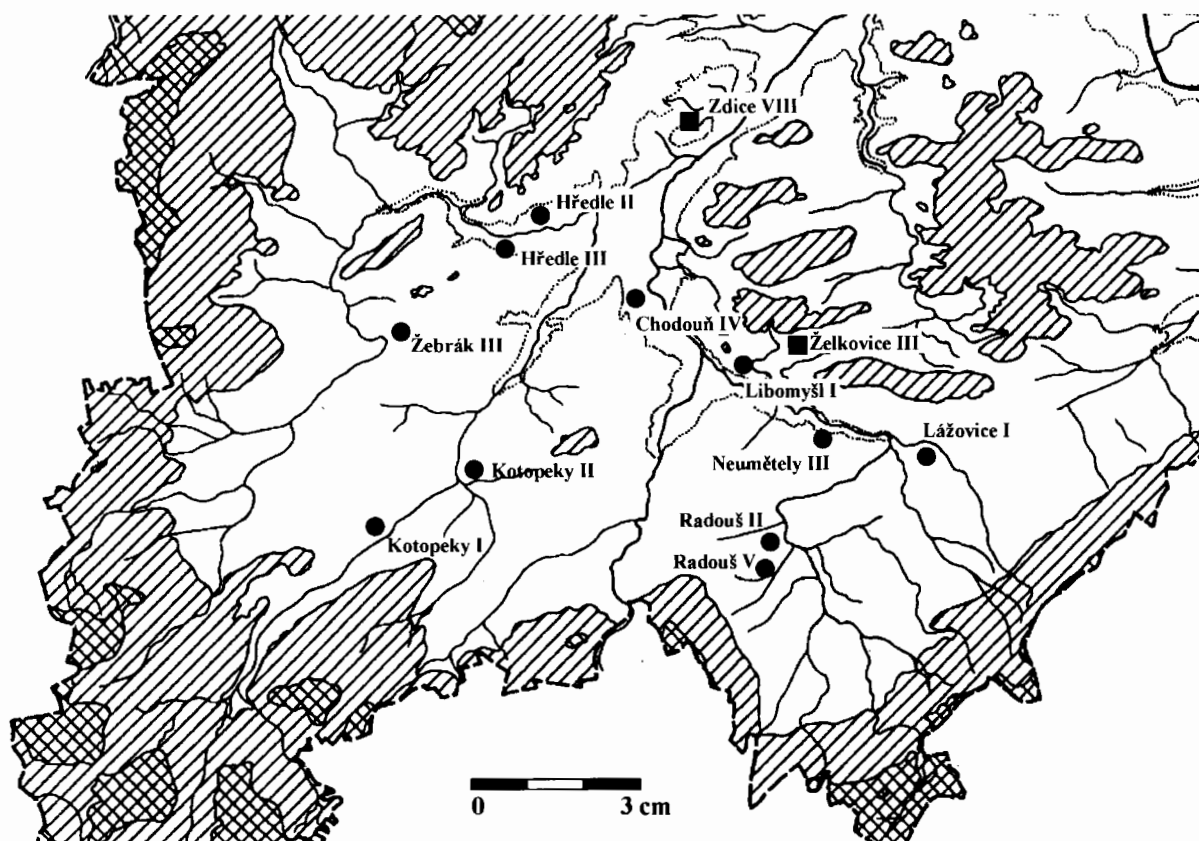 Zdice VIII
Hředle II
Hředle III
Chodouň IV
Žebrák III
Želkovice III
Libomyšl I
Lážovice I
Neumětely III
Kotopeky II
Radouš II
Kotopeky I
Radouš V
0 3 cm